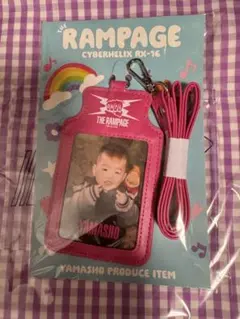 RAMPAGE
CYBERHELIX RX-16
THE RAMPAGE
YAMASHO
YAMASHO PRODUCE ITEM